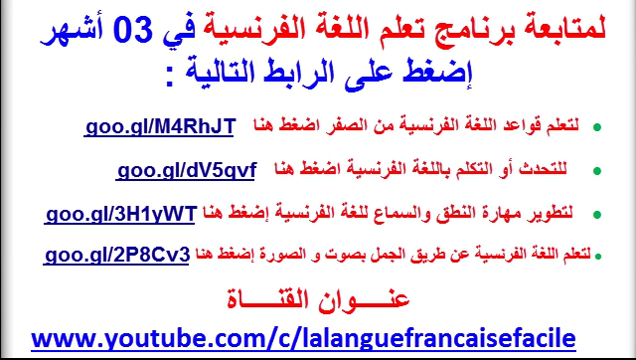 لمتابعة برنامج تعلم اللغة الفرنسية في 03 أشهر
إضغط على الرابط التالية :
• لتعلم قواعد اللغة الفرنسية من الصفر اضغط هنا goo.gl/M4RhJT
• للتحدث أو التكلم باللغة الفرنسية اضغط هنا goo.gl/dV5qvf
• لتطوير مهارة النطق والسماع للغة الفرنسية إضغط هنا goo.gl/3H1yWT
• لتعلم اللغة الفرنسية عن طريق الجمل بصوت و الصورة إضغط هنا goo.gl/2P8Cv3
عنـــوان القنـــاة
www.youtube.com/c/lalanguefrancaisefacile